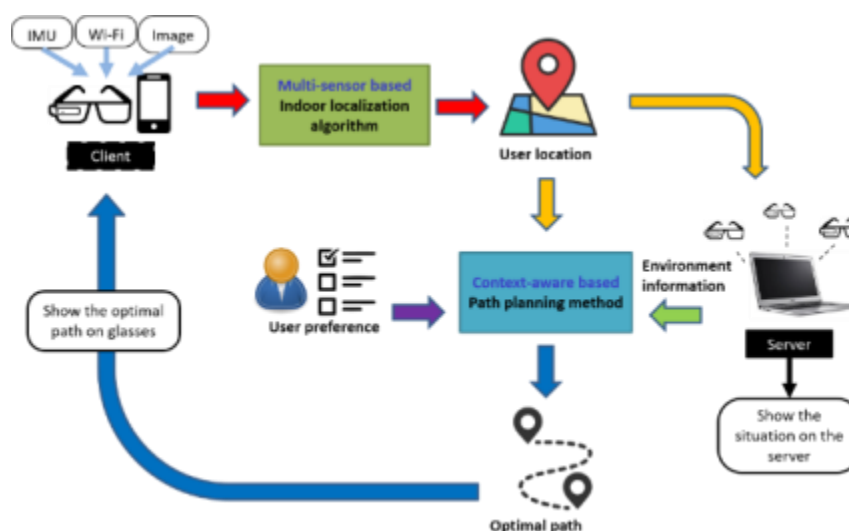 IMU
Wi-Fi
Image
Client
Multi-sensor based
Indoor localization
algorithm
User location
User preference
Context-aware based
Path planning method
Environment
information
Server
Show the
situation on the
server
Show the optimal
path on glasses
Optimal path